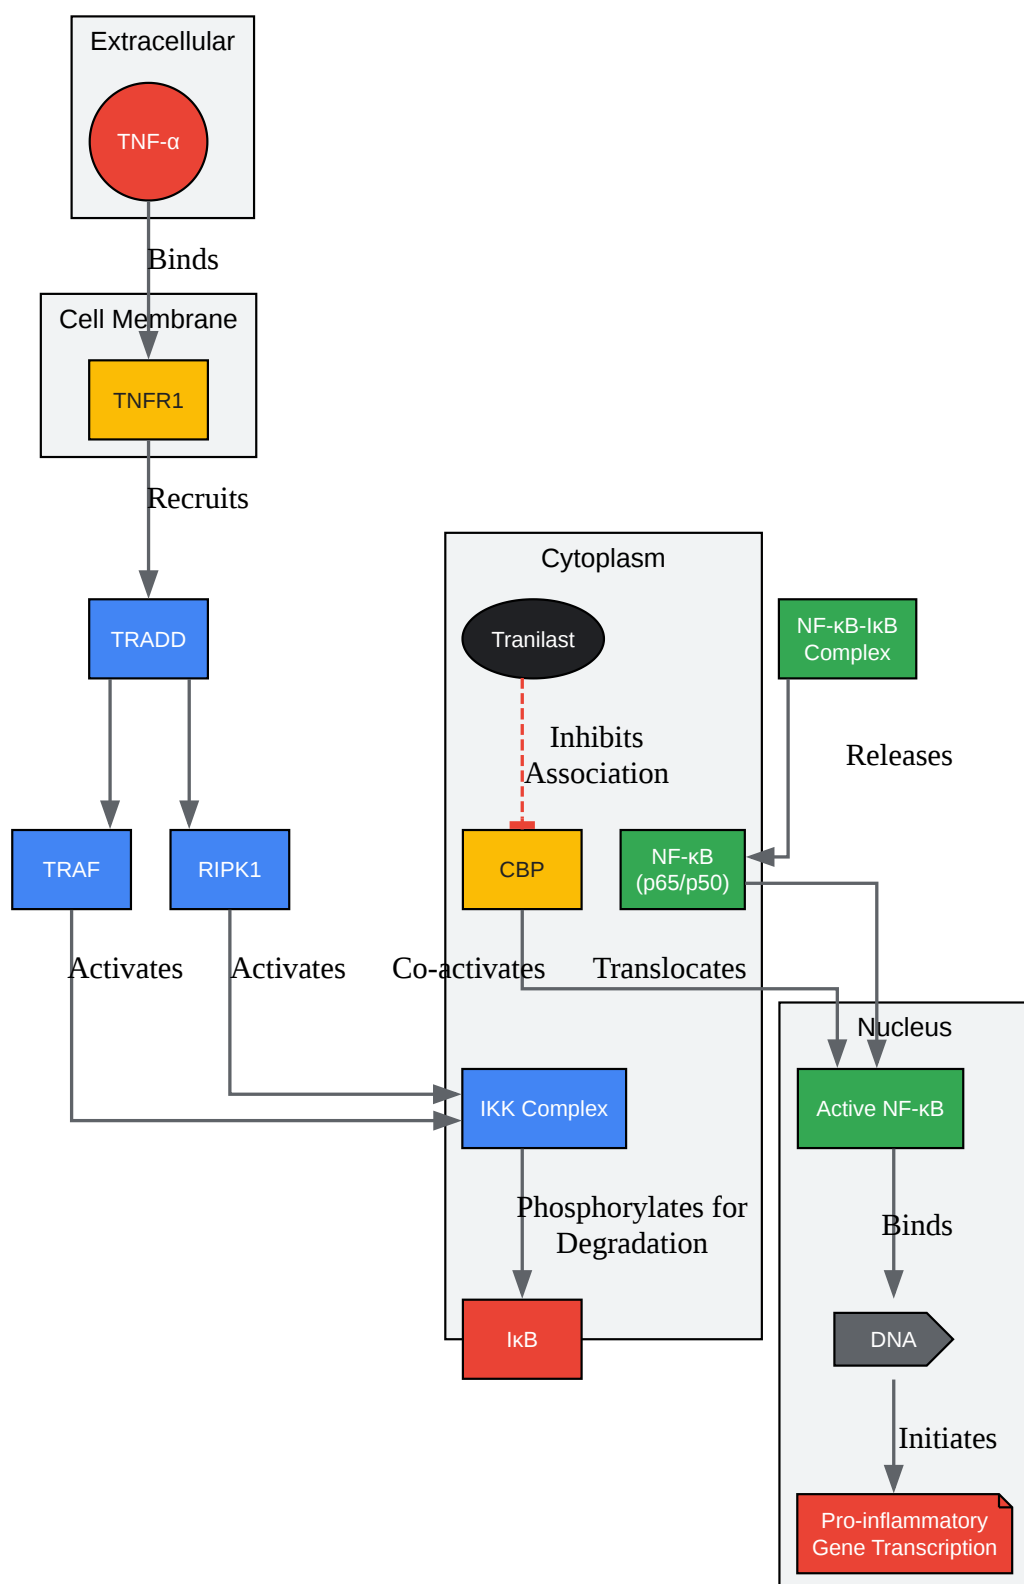 Extracellular
TNF-α
Binds
Cell Membrane
TNFR1
Recruits
Cytoplasm
TRADD
Tranilast
NF-κB-IκB
Complex
Inhibits
Association
Releases
TRAF
RIPK1
CBP
NF-κB
(p65/p50)
Activates
Activates
Co-activates
Translocates
Nucleus
IKK Complex
Active NF-κB
Phosphorylates for
Degradation
Binds
IκB
DNA
Initiates
Pro-inflammatory
Gene Transcription